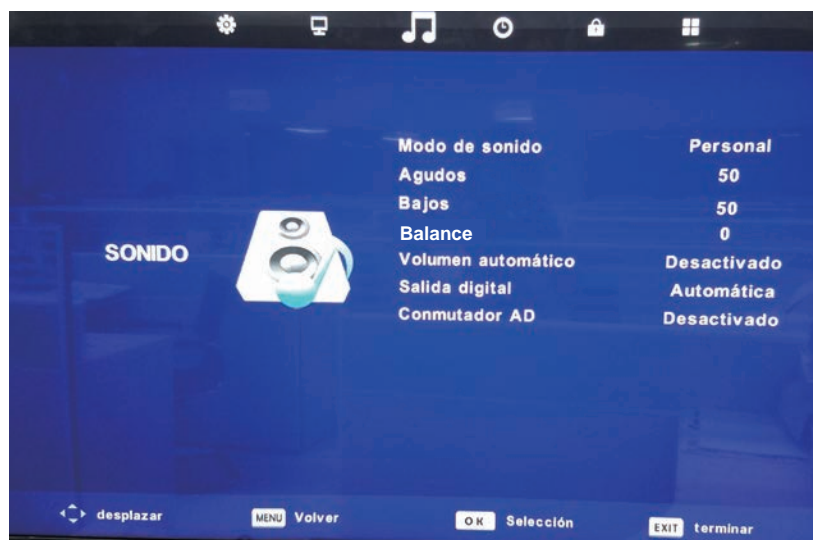 Modo de sonido Personal
Agudos 50
Bajos 50
Balance 0
SONIDO
Volumen automático Desactivado
Salida digital Automática
Conmutador AD Desactivado
desplazar MENU Volver OK Selección EXIT terminar